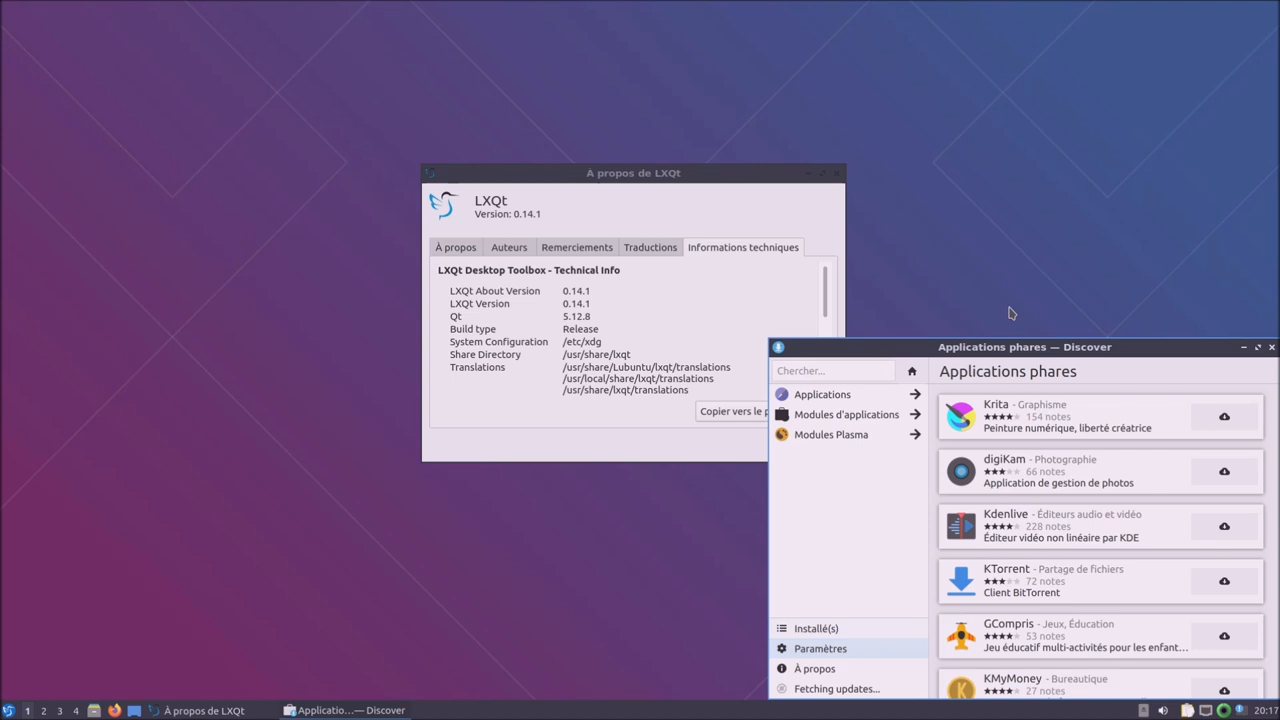 À propos de LXQt
LXQt
Version: 0.14.1
À propos
Auteurs
Remerciements
Traductions
Informations techniques
LXQt Desktop Toolbox - Technical Info
LXQt About Version 0.14.1
LXQt Version 0.14.1
Qt 5.12.8
Build type Release
System Configuration /etc/xdg
Share Directory /usr/share/lxqt
Translations /usr/share/Lubuntu/lxqt/translations
/usr/local/share/lxqt/translations
/usr/share/lxqt/translations
Copier vers le p
Applications phares — Discover
Chercher...
Applications
Modules d'applications
Modules Plasma
Installé(s)
Paramètres
À propos
Fetching updates...
Applications phares
Krita - Graphisme
154 notes
Peinture numérique, liberté créatrice
digiKam - Photographie
66 notes
Application de gestion de photos
Kdenlive - Éditeurs audio et vidéo
228 notes
Éditeur vidéo non linéaire par KDE
KTorrent - Partage de fichiers
72 notes
Client BitTorrent
GCompris - Jeux, Éducation
53 notes
Jeu éducatif multi-activités pour les enfant...
KMyMoney - Bureautique
27 notes
1 2 3 4
À propos de LXQt
Applicatio...— Discover
20:17